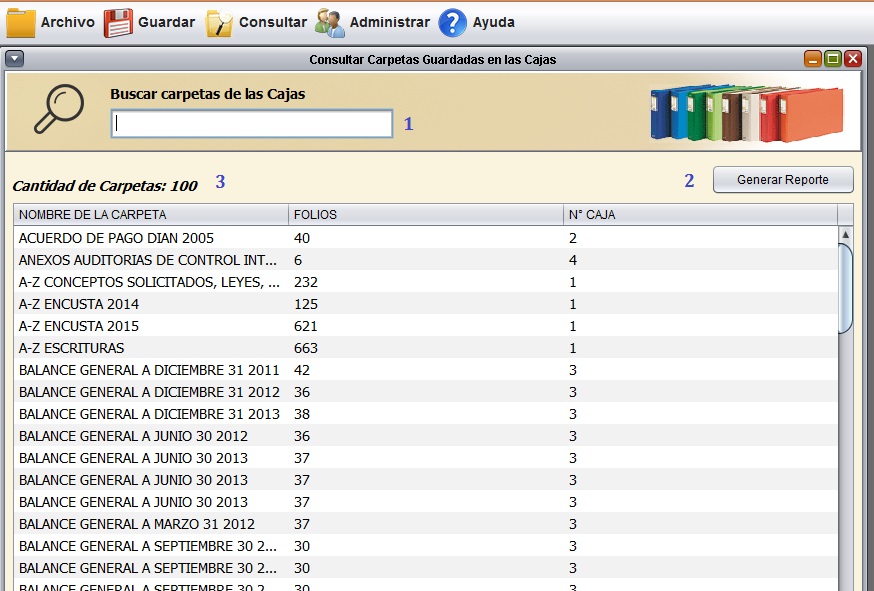 Archivo Guardar Consultar Administrar ? Ayuda
Consultar Carpetas Guardadas en las Cajas
Buscar carpetas de las Cajas
1
Cantidad de Carpetas: 100 3 2 Generar Reporte
NOMBRE DE LA CARPETA FOLIOS N° CAJA
ACUERDO DE PAGO DIAN 2005 40 2
ANEXOS AUDITORIAS DE CONTROL INT... 6 4
A-Z CONCEPTOS SOLICITADOS, LEYES, ... 232 1
A-Z ENCUSTA 2014 125 1
A-Z ENCUSTA 2015 621 1
A-Z ESCRITURAS 663 1
BALANCE GENERAL A DICIEMBRE 31 2011 42 3
BALANCE GENERAL A DICIEMBRE 31 2012 36 3
BALANCE GENERAL A DICIEMBRE 31 2013 38 3
BALANCE GENERAL A JUNIO 30 2012 36 3
BALANCE GENERAL A JUNIO 30 2013 37 3
BALANCE GENERAL A JUNIO 30 2013 37 3
BALANCE GENERAL A JUNIO 30 2013 37 3
BALANCE GENERAL A MARZO 31 2012 37 3
BALANCE GENERAL A SEPTIEMBRE 30 2... 30 3
BALANCE GENERAL A SEPTIEMBRE 30 2... 30 3
BALANCE GENERAL A SEPTIEMBRE 30 2... 30 3